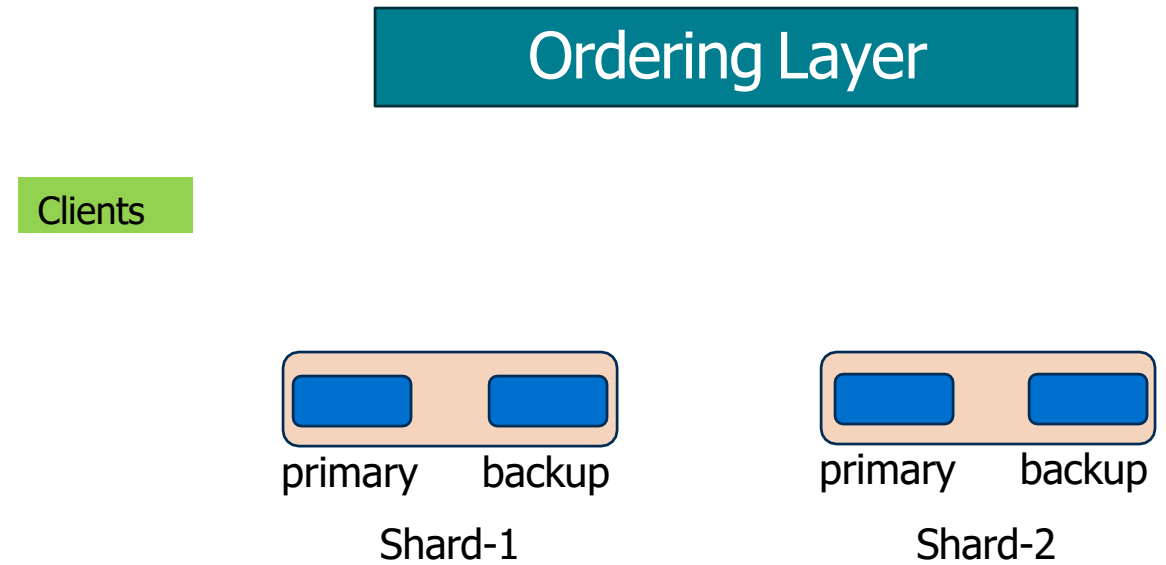 Ordering Layer
Clients
primary backup
primary backup
Shard-1
Shard-2